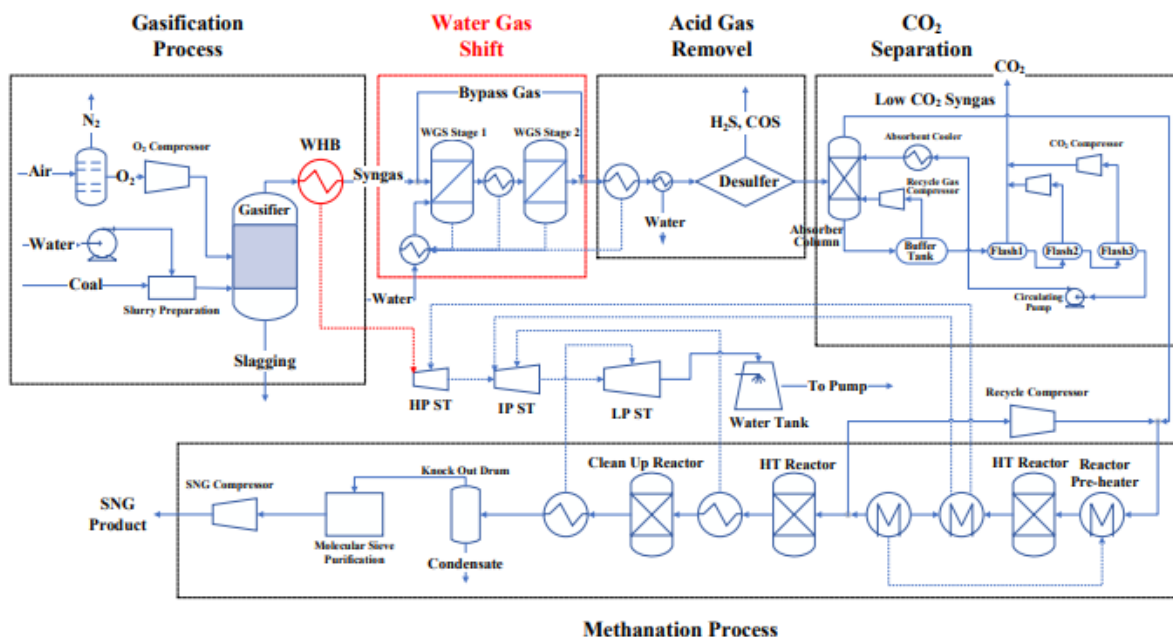 Gasification
Process
Water Gas
Shift
Acid Gas
Removel
CO₂
Separation
CO₂
N₂
O₂ Compressor
Air
O₂
WHB
Syngas
Gasifier
Water
Coal
Slurry Preparation
Slagging
Bypass Gas
WGS Stage 1
WGS Stage 2
Water
H₂S, COS
Desulfer
Water
Low CO₂ Syngas
Absorbent Cooler
CO₂ Compressor
Recycle Gas
Compressor
Absorber
Column
Buffer
Tank
Flash1
Flash2
Flash3
Circulating
Pump
HP ST
IP ST
LP ST
Water Tank
To Pump
Recycle Compressor
SNG
Product
SNG Compressor
Molecular Sieve
Purification
Knock Out Drum
Condensate
Clean Up Reactor
HT Reactor
HT Reactor
Reactor
Pre-heater
Methanation Process